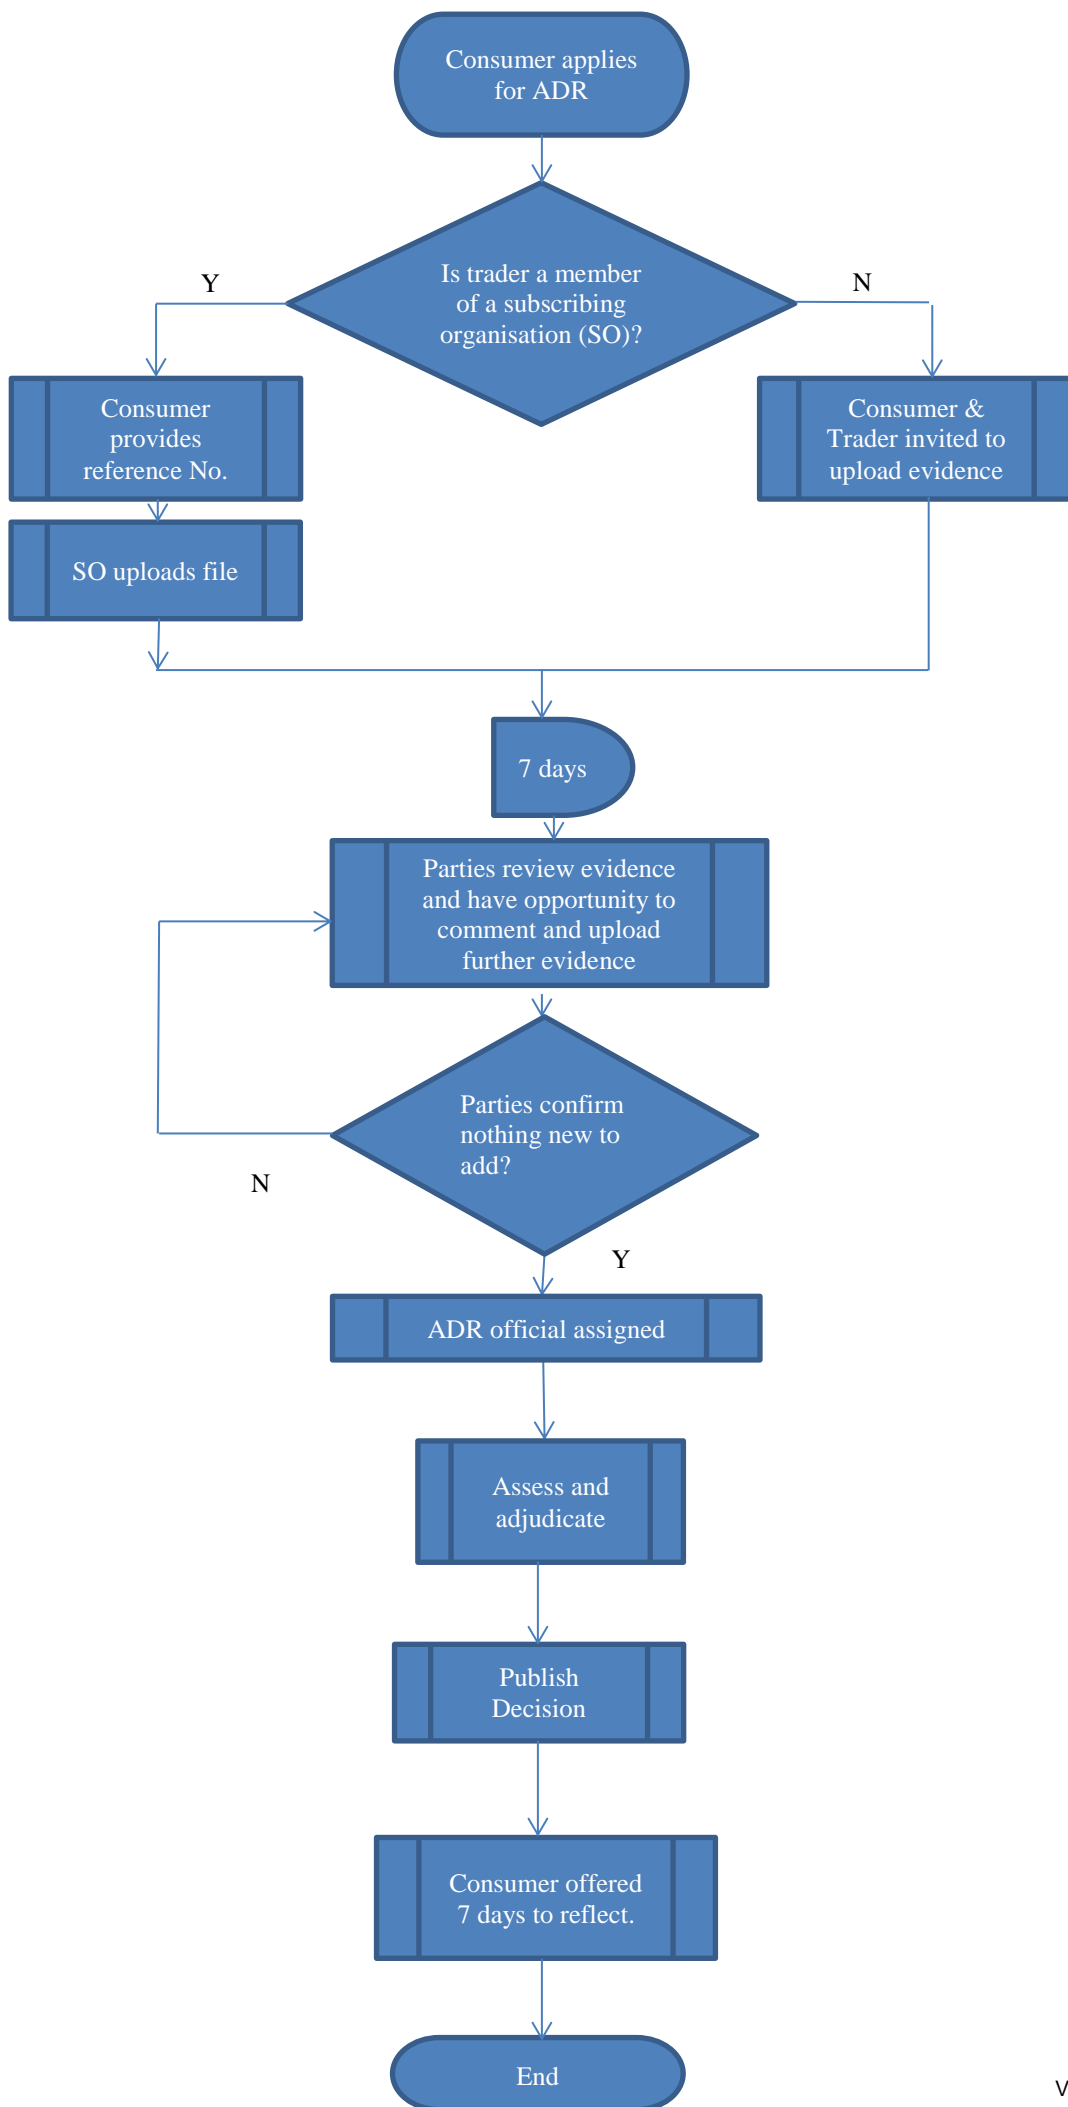 Consumer applies
for ADR
Is trader a member
of a subscribing
organisation (SO)?
Y
N
Consumer
provides
reference No.
Consumer &
Trader invited to
upload evidence
SO uploads file
7 days
Parties review evidence
and have opportunity to
comment and upload
further evidence
Parties confirm
nothing new to
add?
N
Y
ADR official assigned
Assess and
adjudicate
Publish
Decision
Consumer offered
7 days to reflect.
End
V